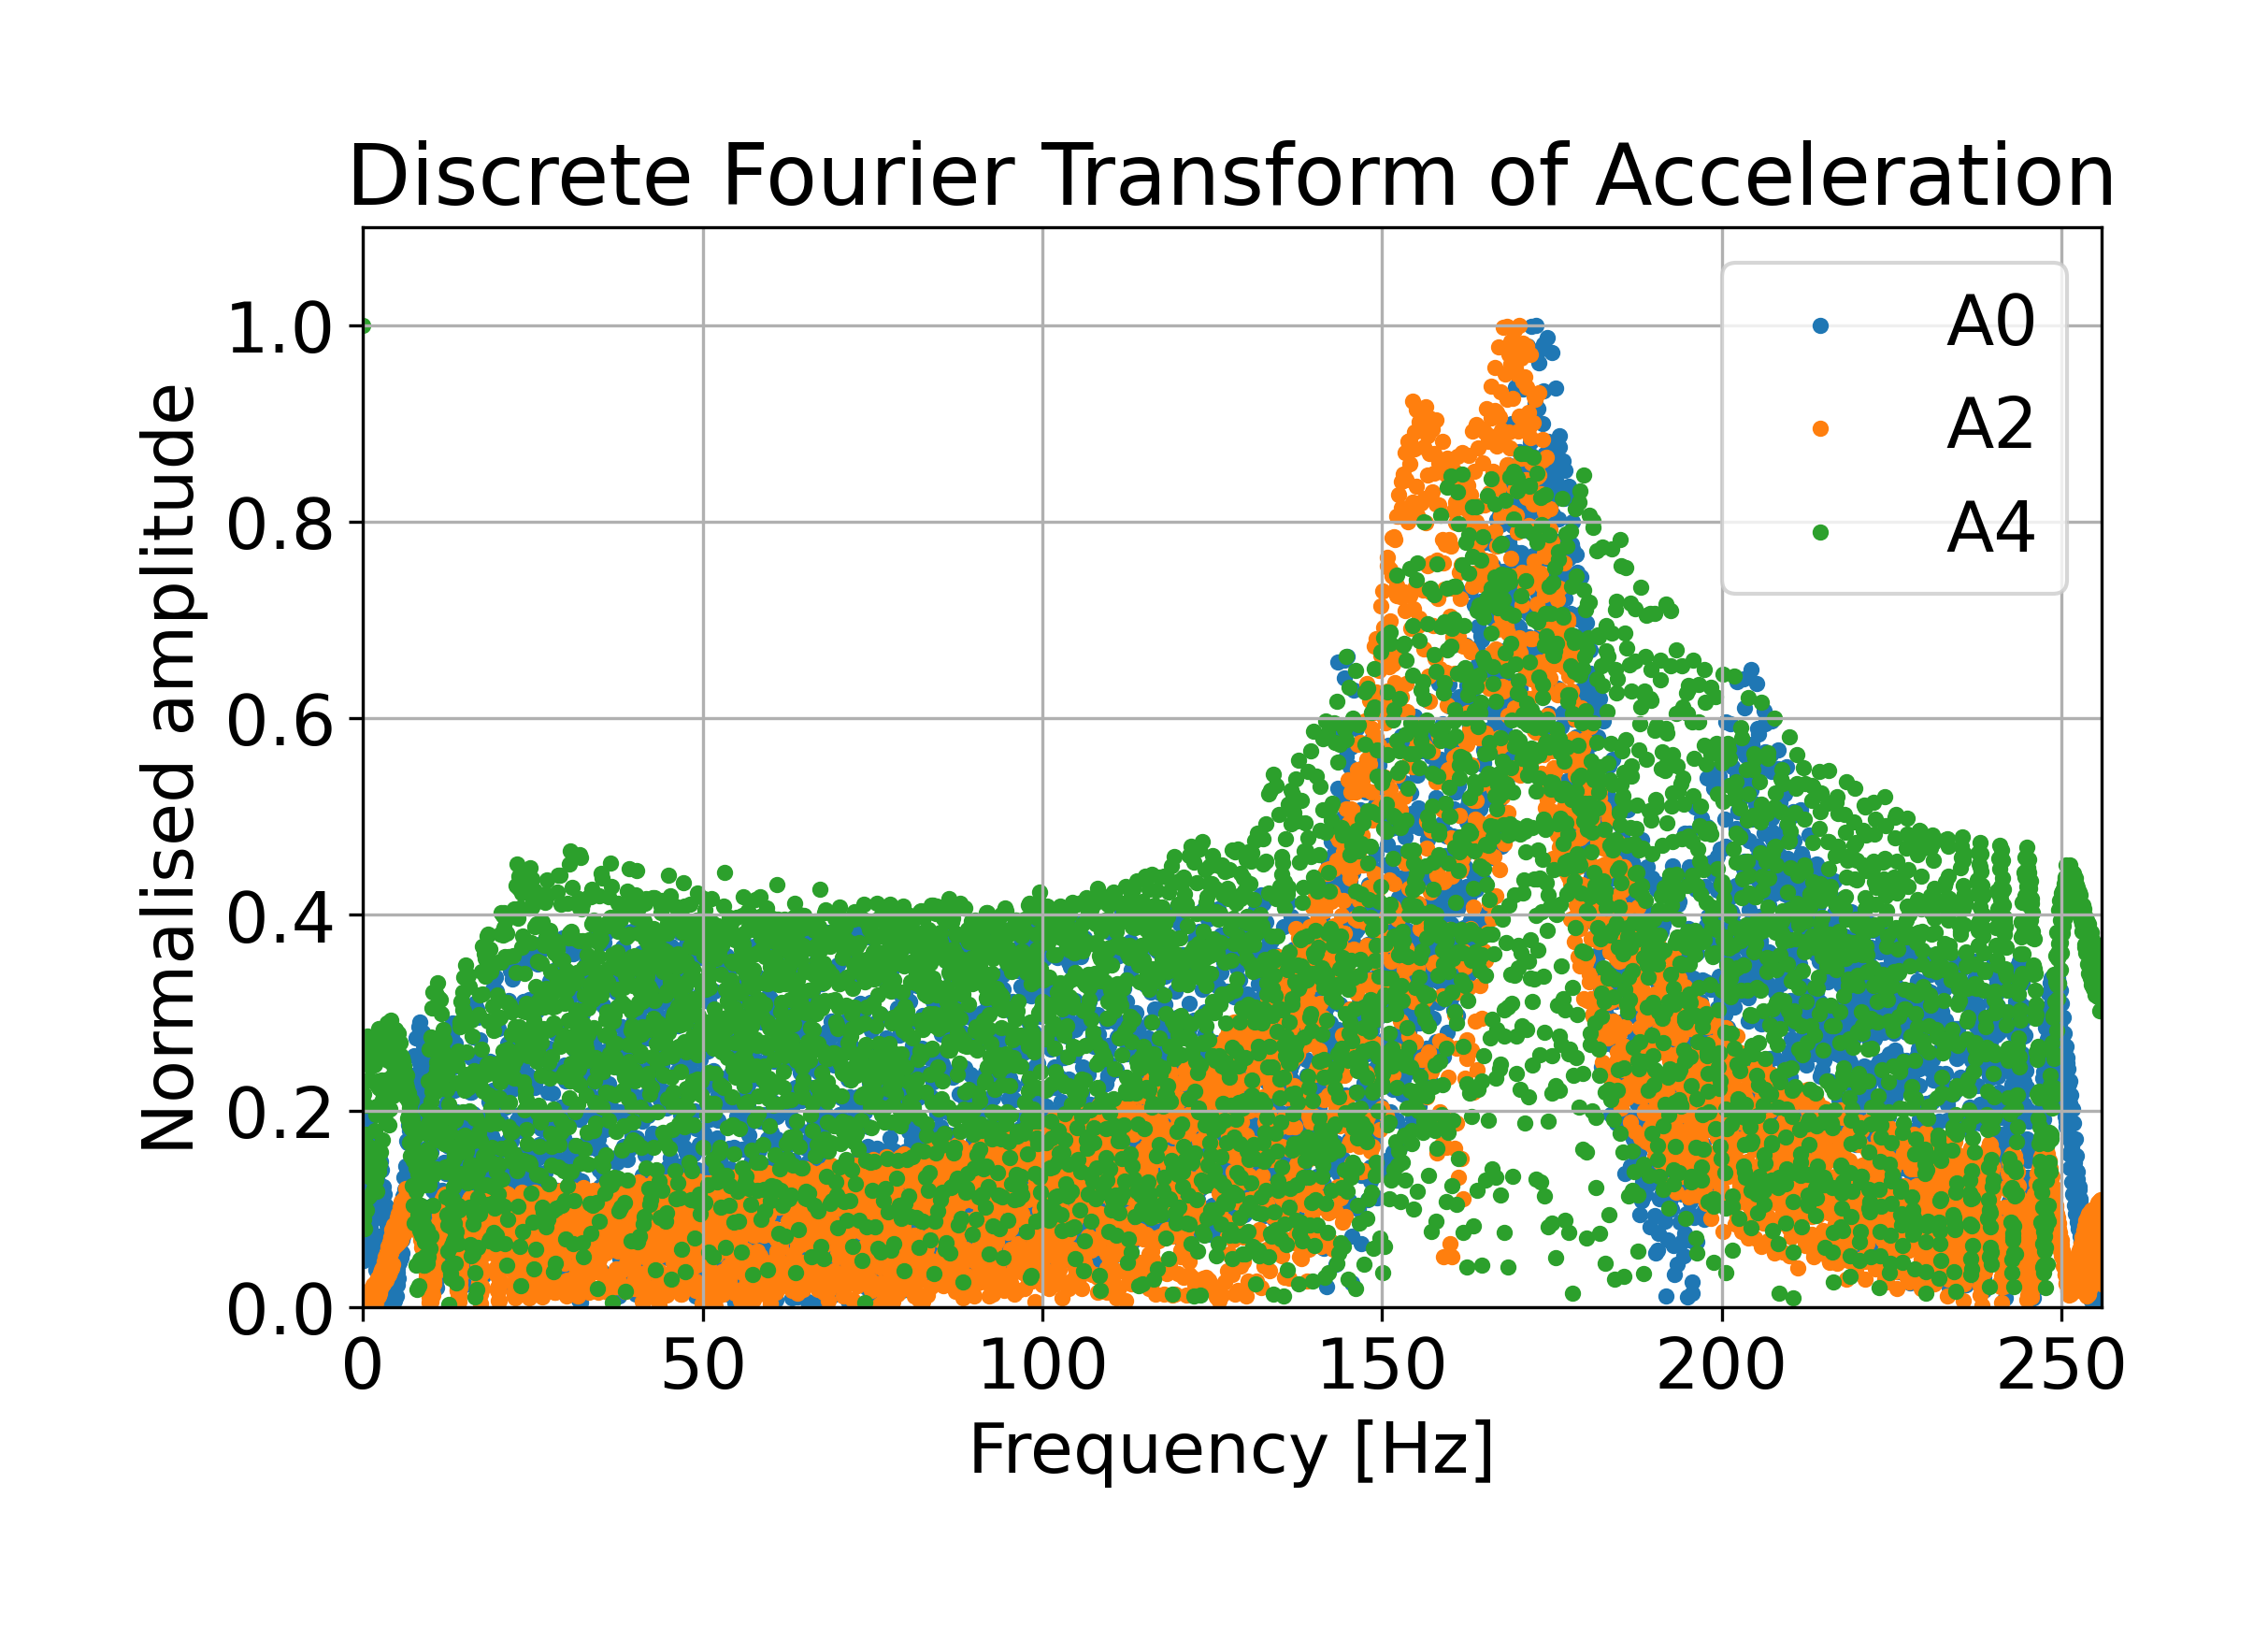 Discrete Fourier Transform of Acceleration
Normalised amplitude
1.0
0.8
0.6
0.4
0.2
0.0
0 50 100 150 200 250
Frequency [Hz]
A0
A2
A4